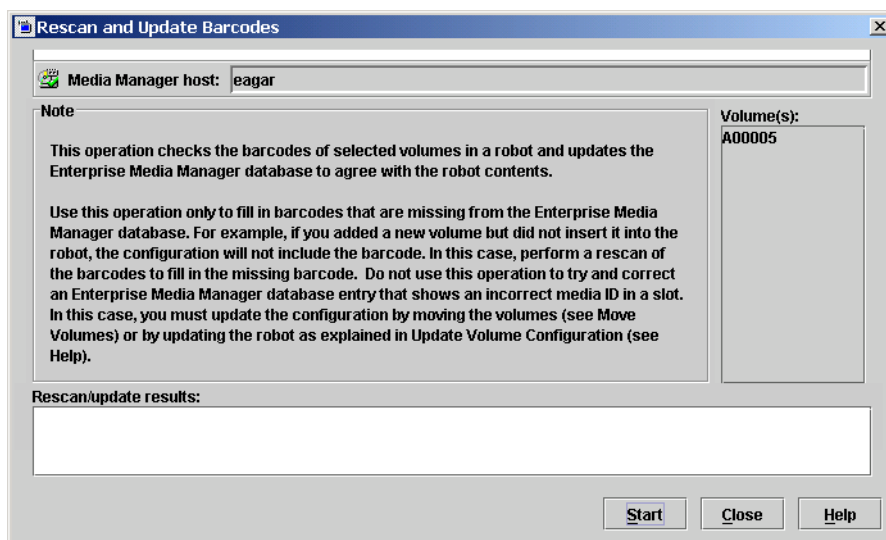 Rescan and Update Barcodes
Media Manager host: eagar
Note
This operation checks the barcodes of selected volumes in a robot and updates the
Enterprise Media Manager database to agree with the robot contents.
Use this operation only to fill in barcodes that are missing from the Enterprise Media
Manager database. For example, if you added a new volume but did not insert it into the
robot, the configuration will not include the barcode. In this case, perform a rescan of
the barcodes to fill in the missing barcode. Do not use this operation to try and correct
an Enterprise Media Manager database entry that shows an incorrect media ID in a slot.
In this case, you must update the configuration by moving the volumes (see Move
Volumes) or by updating the robot as explained in Update Volume Configuration (see
Help).
Volume(s):
A00005
Rescan/update results:
Start Close Help